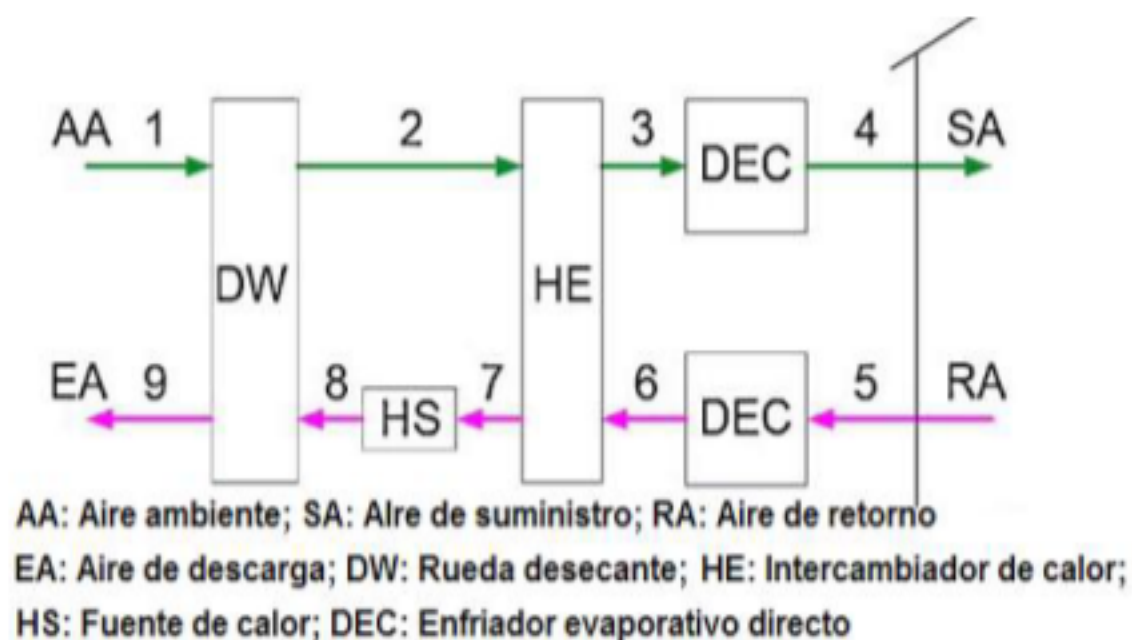 AA 1 2 3 4 SA
DEC
DW HE
EA 9 8 7 6 5 RA
HS DEC
AA: Aire ambiente; SA: AIre de suministro; RA: Aire de retorno
EA: Aire de descarga; DW: Rueda desecante; HE: Intercambiador de calor;
HS: Fuente de calor; DEC: Enfriador evaporativo directo